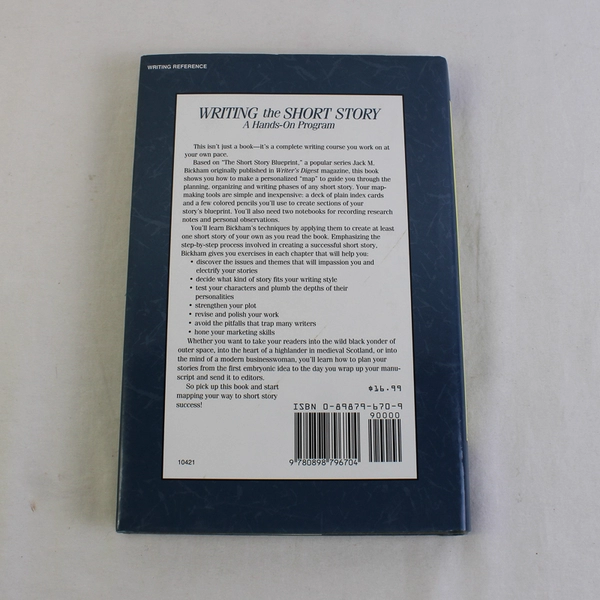 WRITING REFERENCE
WRITING the SHORT STORY
A Hands-On Program
This isn't just a book—it's a complete writing course you work on at
your own pace.
Based on "The Short Story Blueprint," a popular series Jack M.
Bickham originally published in Writer's Digest magazine, this book
shows you how to make a personalized "map" to guide you through the
planning, organizing and writing phases of any short story. Your map-
making tools are simple and inexpensive: a deck of plain index cards
and a few colored pencils you'll use to create sections of your
story's blueprint. You'll also need two notebooks for recording research
notes and personal observations.
You'll learn Bickham's techniques by applying them to create at least
one short story of your own as you read the book. Emphasizing the
step-by-step process involved in creating a successful short story,
Bickham gives you exercises in each chapter that will help you:
• discover the issues and themes that will impassion you and
electrify your stories
• decide what kind of story fits your writing style
• test your characters and plumb the depths of their
personalities
• strengthen your plot
• revise and polish your work
• avoid the pitfalls that trap many writers
• hone your marketing skills
Whether you want to take your readers into the wild black yonder of
outer space, into the heart of a highlander in medieval Scotland, or into
the mind of a modern businesswoman, you'll learn how to plan your
stories from the first embryonic idea to the day you wrap up your manu-
script and send it to editors.
So pick up this book and start
mapping your way to short story
success!
$16.99
ISBN 0-89879-670-9
90000
9 780898 796704
10421